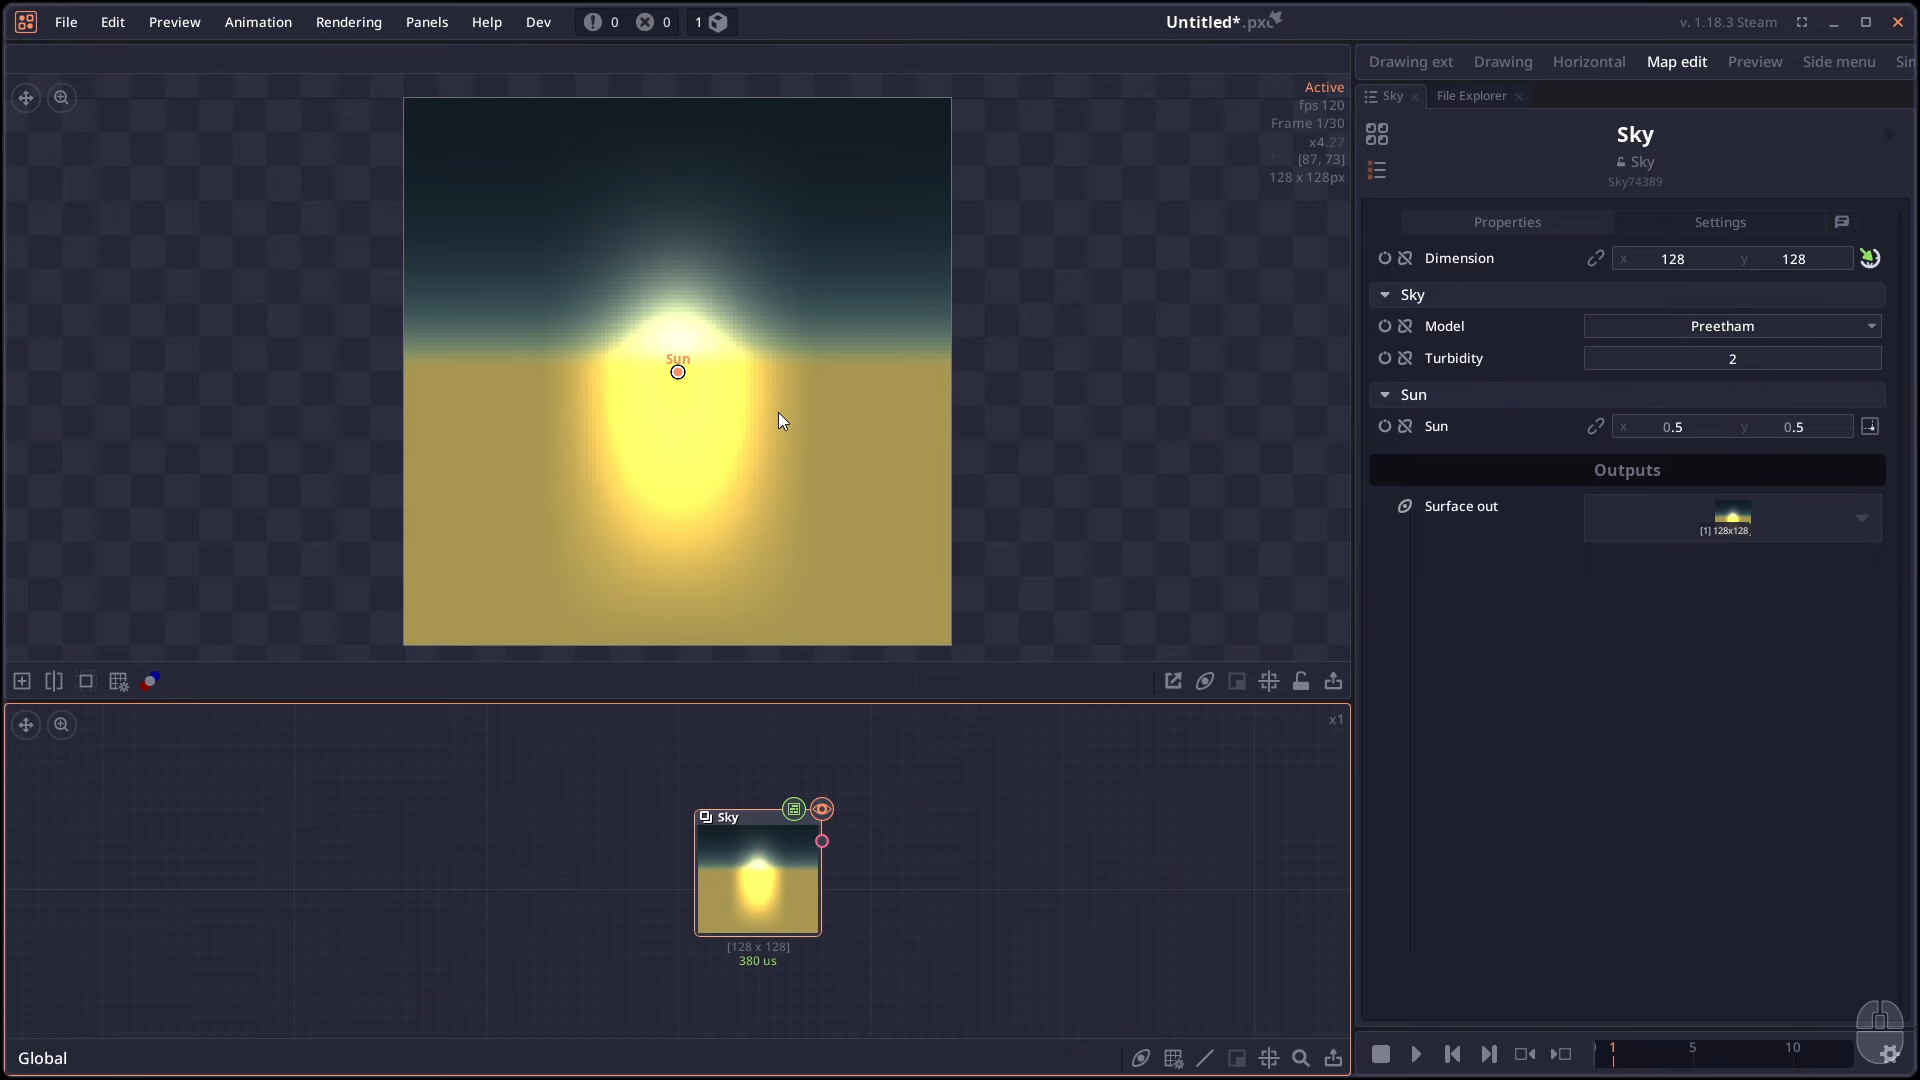 File Edit Preview Animation Rendering Panels Help Dev 0 0 1 Untitled*.pxc v. 1.18.3 Steam
Drawing ext Drawing Horizontal Map edit Preview Side menu
Sky File Explorer
Active
fps 120
Frame 1/30
x4.27
[87, 73]
128 x 128px
Sun
Sky
Sky
Sky74389
Properties Settings
Dimension x 128 y 128
Sky
Model Preetham
Turbidity 2
Sun
Sun x 0.5 y 0.5
Outputs
Surface out
[1] 128x128
x1
Sky
[128 x 128]
380 us
Global
1 5 10